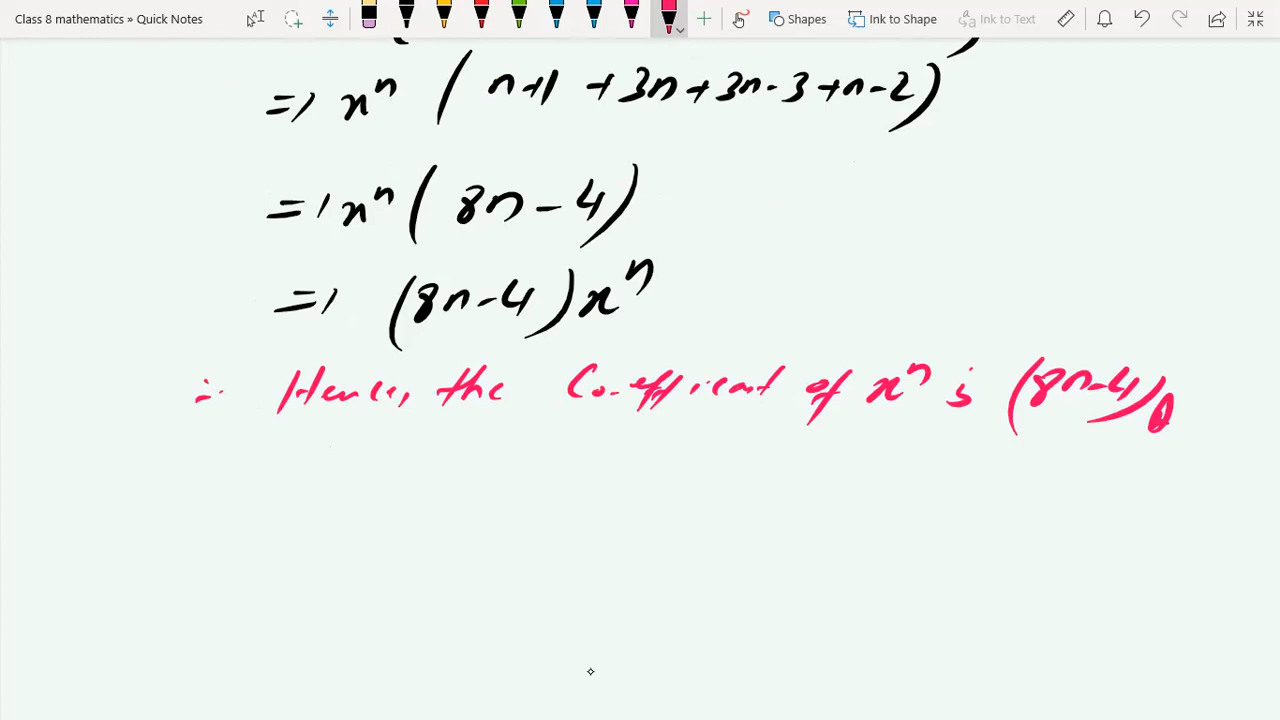 Class 8 mathematics » Quick Notes Shapes Ink to Shape Ink to Text
=> x^n ( n+1 + 3n + 3n - 3 + n - 2 )
=> x^n ( 8n - 4 )
=> (8n - 4) x^n
∴ Hence, the Co-efficient of x^n is (8n-4).